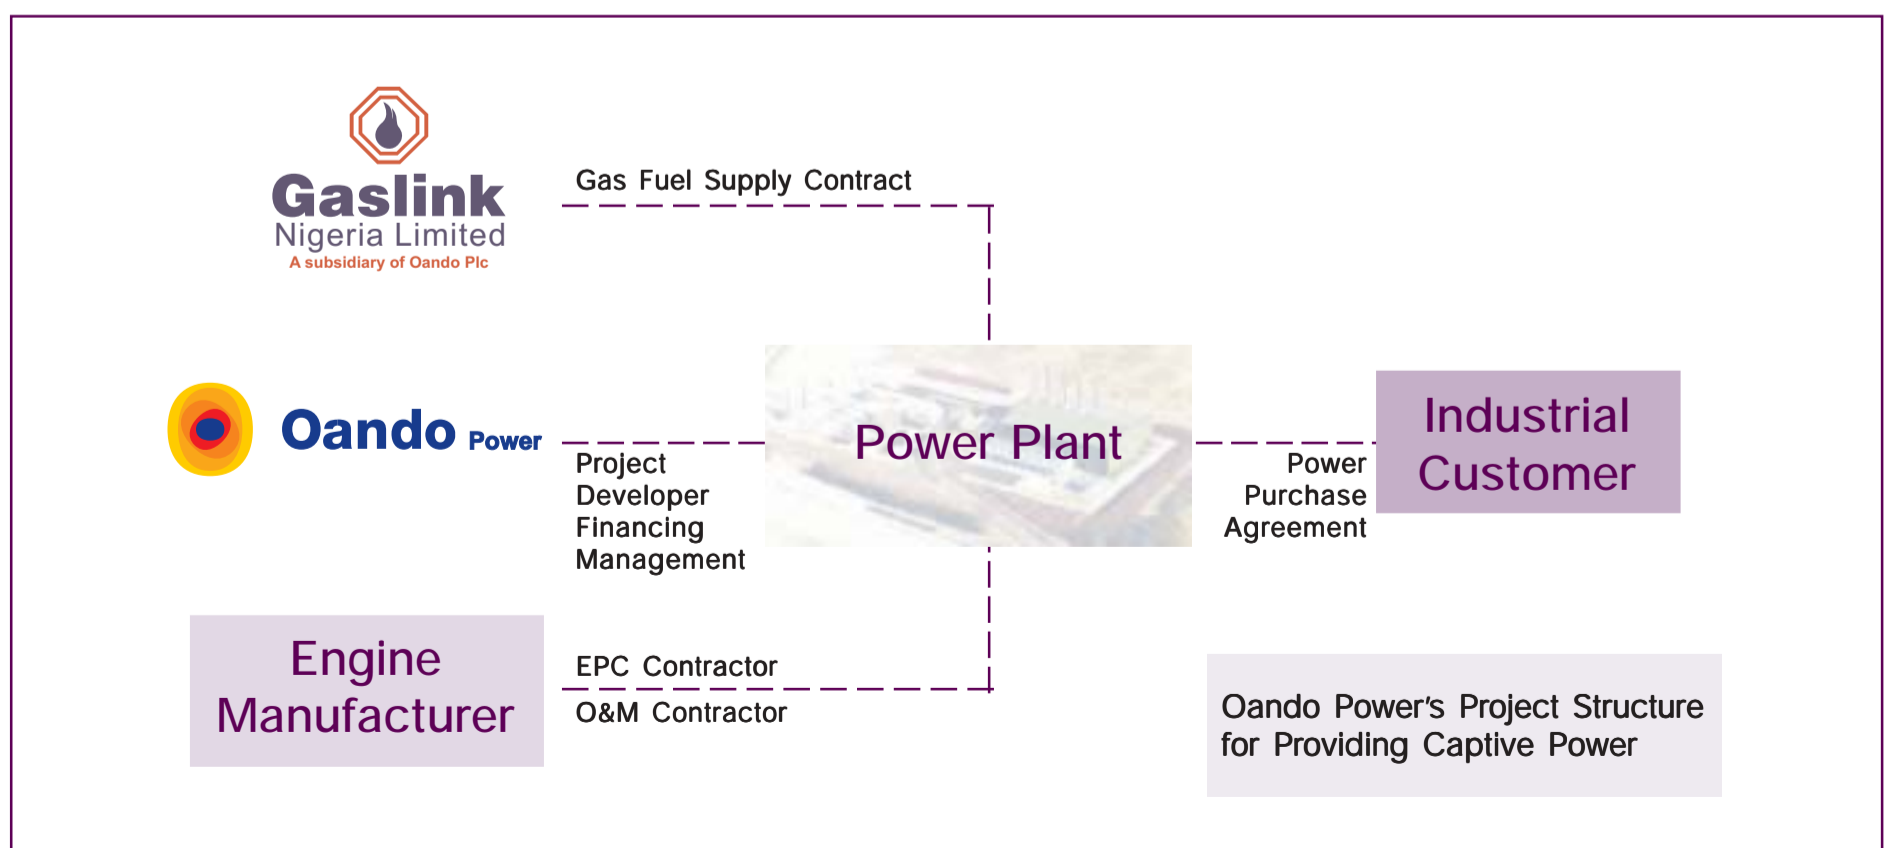 Gaslink
Nigeria Limited
A subsidiary of Oando Plc
Gas Fuel Supply Contract
Oando Power
Project
Developer
Financing
Management
Power Plant
Power
Purchase
Agreement
Industrial
Customer
Engine
Manufacturer
EPC Contractor
O&M Contractor
Oando Power's Project Structure
for Providing Captive Power